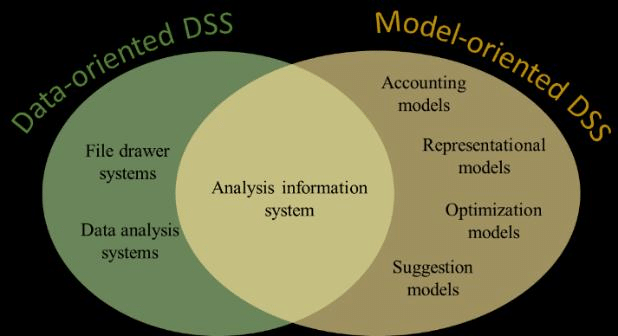 Data-oriented DSS
Model-oriented DSS
File drawer
systems
Data analysis
systems
Analysis information
system
Accounting
models
Representational
models
Optimization
models
Suggestion
models